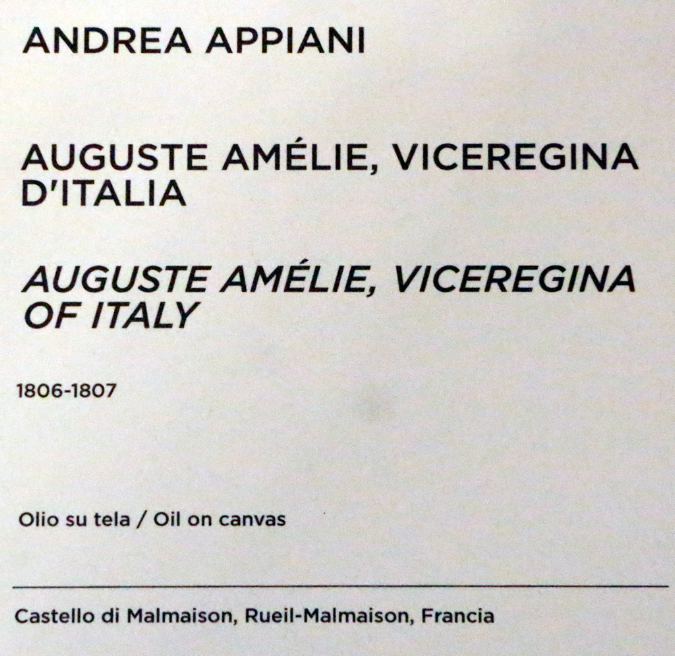 ANDREA APPIANI
AUGUSTE AMÉLIE, VICEREGINA
D'ITALIA
AUGUSTE AMÉLIE, VICEREGINA
OF ITALY
1806-1807
Olio su tela / Oil on canvas
Castello di Malmaison, Rueil-Malmaison, Francia